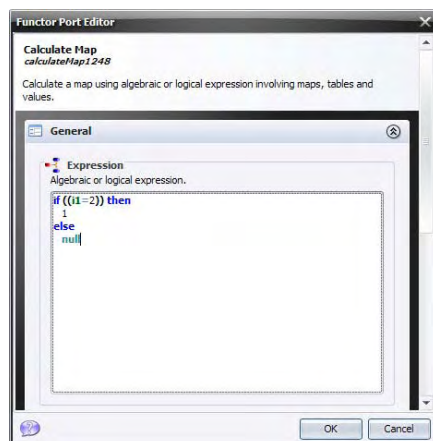 Functor Port Editor
Calculate Map
calculateMap1248
Calculate a map using algebraic or logical expression involving maps, tables and
values.
General
Expression
Algebraic or logical expression.
if ((i1=2)) then
1
else
null
OK
Cancel